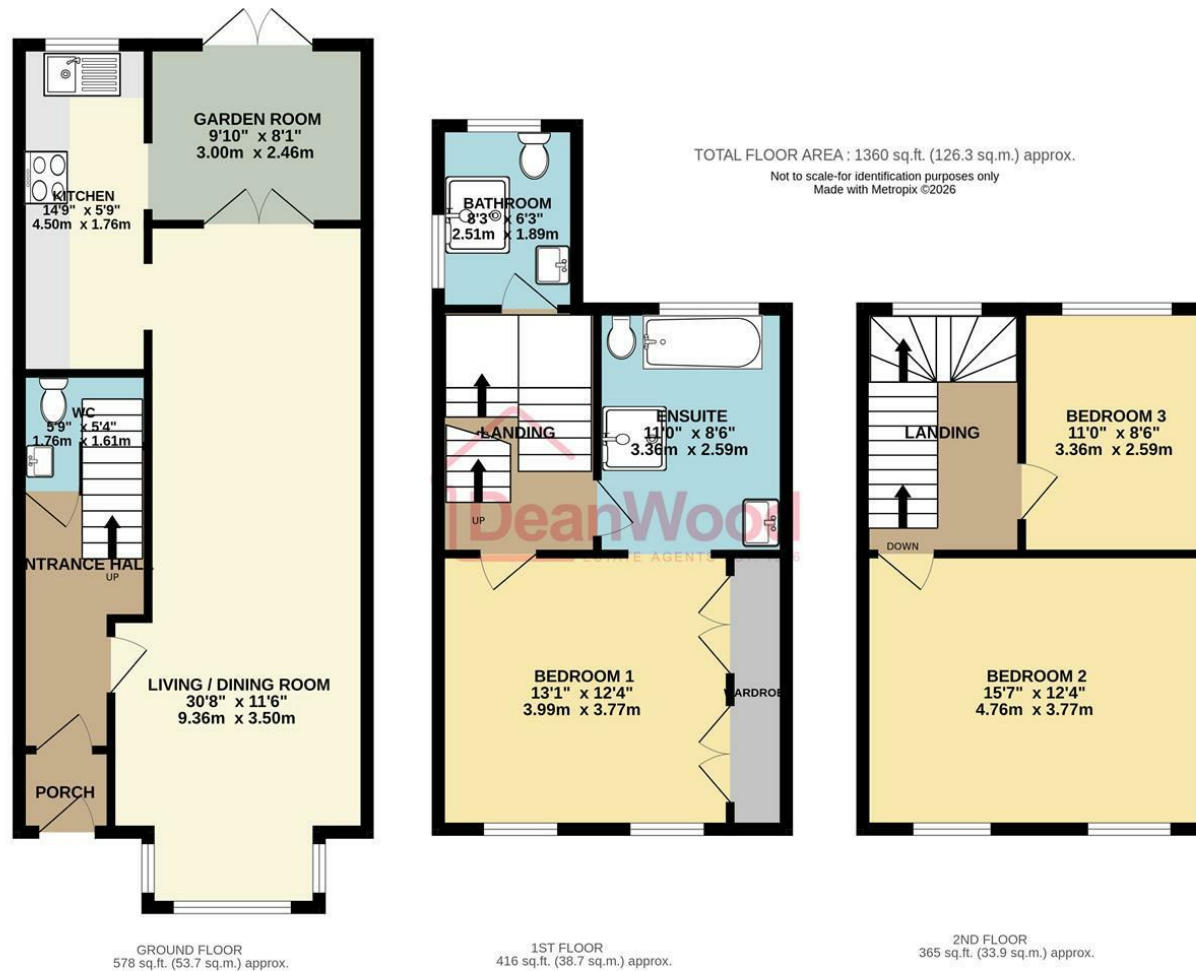 GARDEN ROOM
9'10" x 8'1"
3.00m x 2.46m
KITCHEN
14'9" x 5'9"
4.50m x 1.76m
WC
5'9" x 5'4"
1.76m x 1.61m
ENTRANCE HALL
UP
LIVING / DINING ROOM
30'8" x 11'6"
9.36m x 3.50m
PORCH
GROUND FLOOR
578 sq.ft. (53.7 sq.m.) approx.
BATHROOM
8'3" x 6'3"
2.51m x 1.89m
LANDING
UP
ENSUITE
11'0" x 8'6"
3.36m x 2.59m
DeanWood
ESTATE AGENTS
BEDROOM 1
13'1" x 12'4"
3.99m x 3.77m
WARDROBE
1ST FLOOR
416 sq.ft. (38.7 sq.m.) approx.
TOTAL FLOOR AREA : 1360 sq.ft. (126.3 sq.m.) approx.
Not to scale-for identification purposes only
Made with Metropix ©2026
LANDING
DOWN
BEDROOM 3
11'0" x 8'6"
3.36m x 2.59m
BEDROOM 2
15'7" x 12'4"
4.76m x 3.77m
2ND FLOOR
365 sq.ft. (33.9 sq.m.) approx.